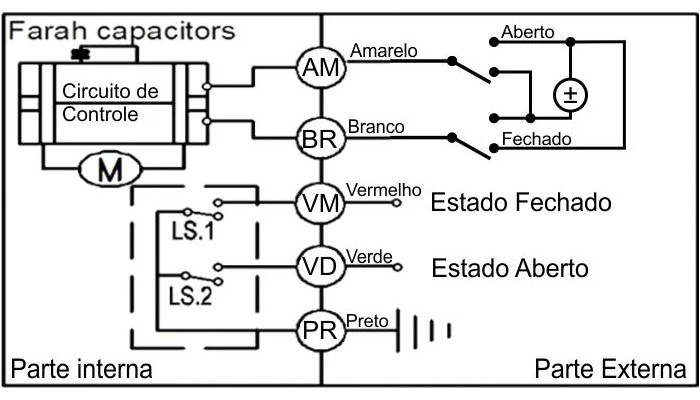 Farah capacitors
Circuito de
Controle
M
LS.1
LS.2
Parte interna
AM
BR
VM
VD
PR
Amarelo
Branco
Vermelho
Verde
Preto
Aberto
±
Fechado
Estado Fechado
Estado Aberto
Parte Externa